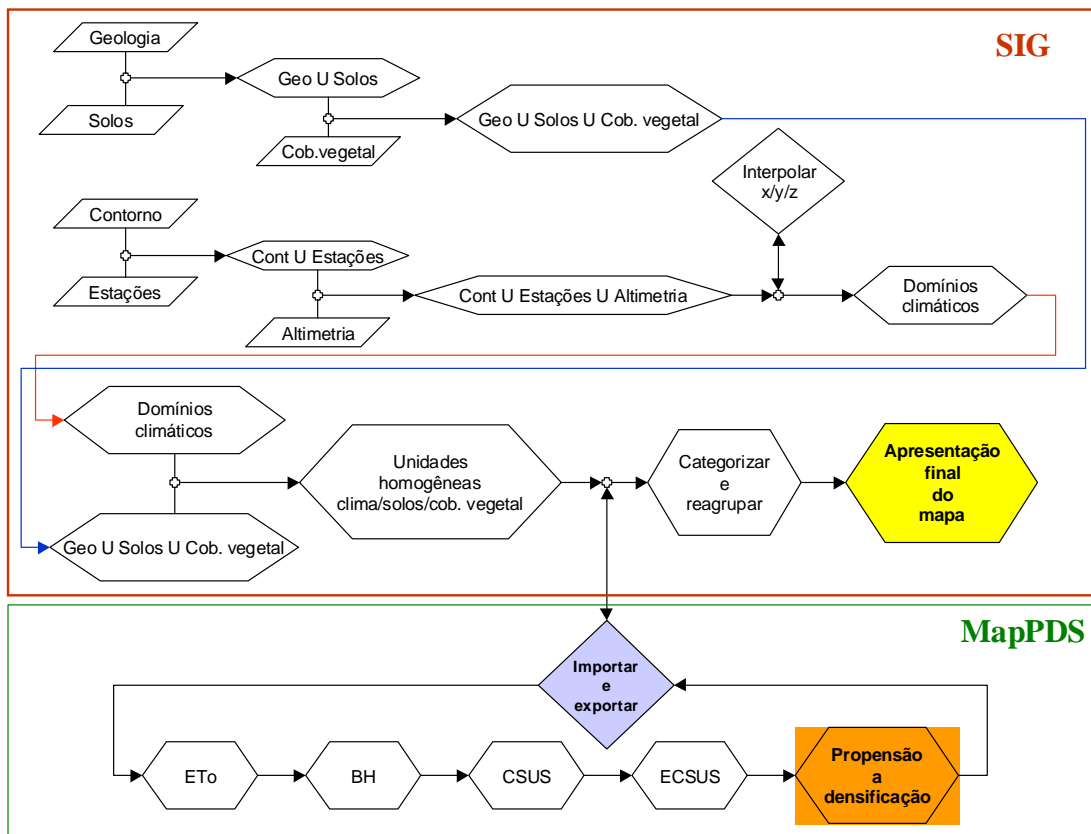 SIG
Geologia
Geo U Solos
Solos
Geo U Solos U Cob. vegetal
Cob.vegetal
Interpolar
x/y/z
Contorno
Cont U Estações
Estações
Cont U Estações U Altimetria
Domínios
climáticos
Altimetria
Domínios
climáticos
Unidades
homogêneas
clima/solos/cob. vegetal
Categorizar
e
reagrupar
Apresentação
final
do
mapa
Geo U Solos U Cob. vegetal
MapPDS
Importar
e
exportar
ETo
BH
CSUS
ECSUS
Propensão
a
densificação